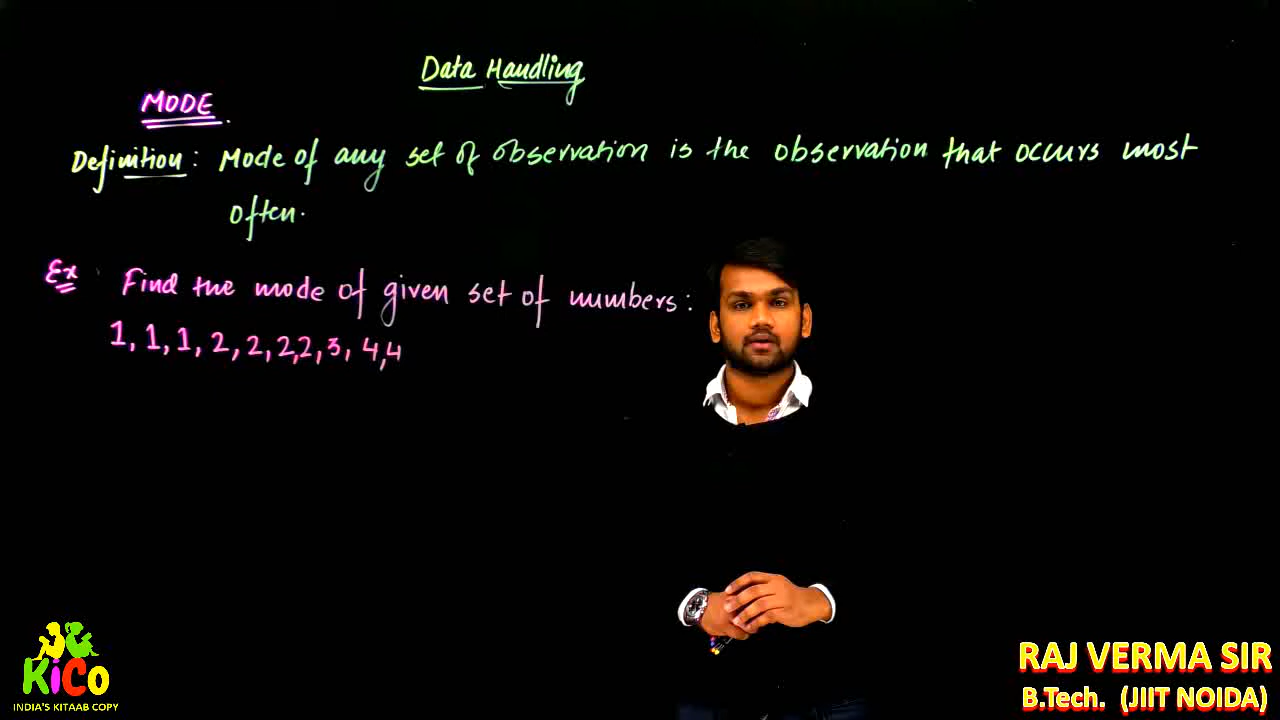 Data Handling
MODE
Definition: Mode of any set of observation is the observation that occurs most
often.
Ex Find the mode of given set of numbers:
1, 1, 1, 2, 2, 2, 2, 3, 4, 4
KiCo
INDIA'S KITAAB COPY
RAJ VERMA SIR
B.Tech. (JIIT NOIDA)